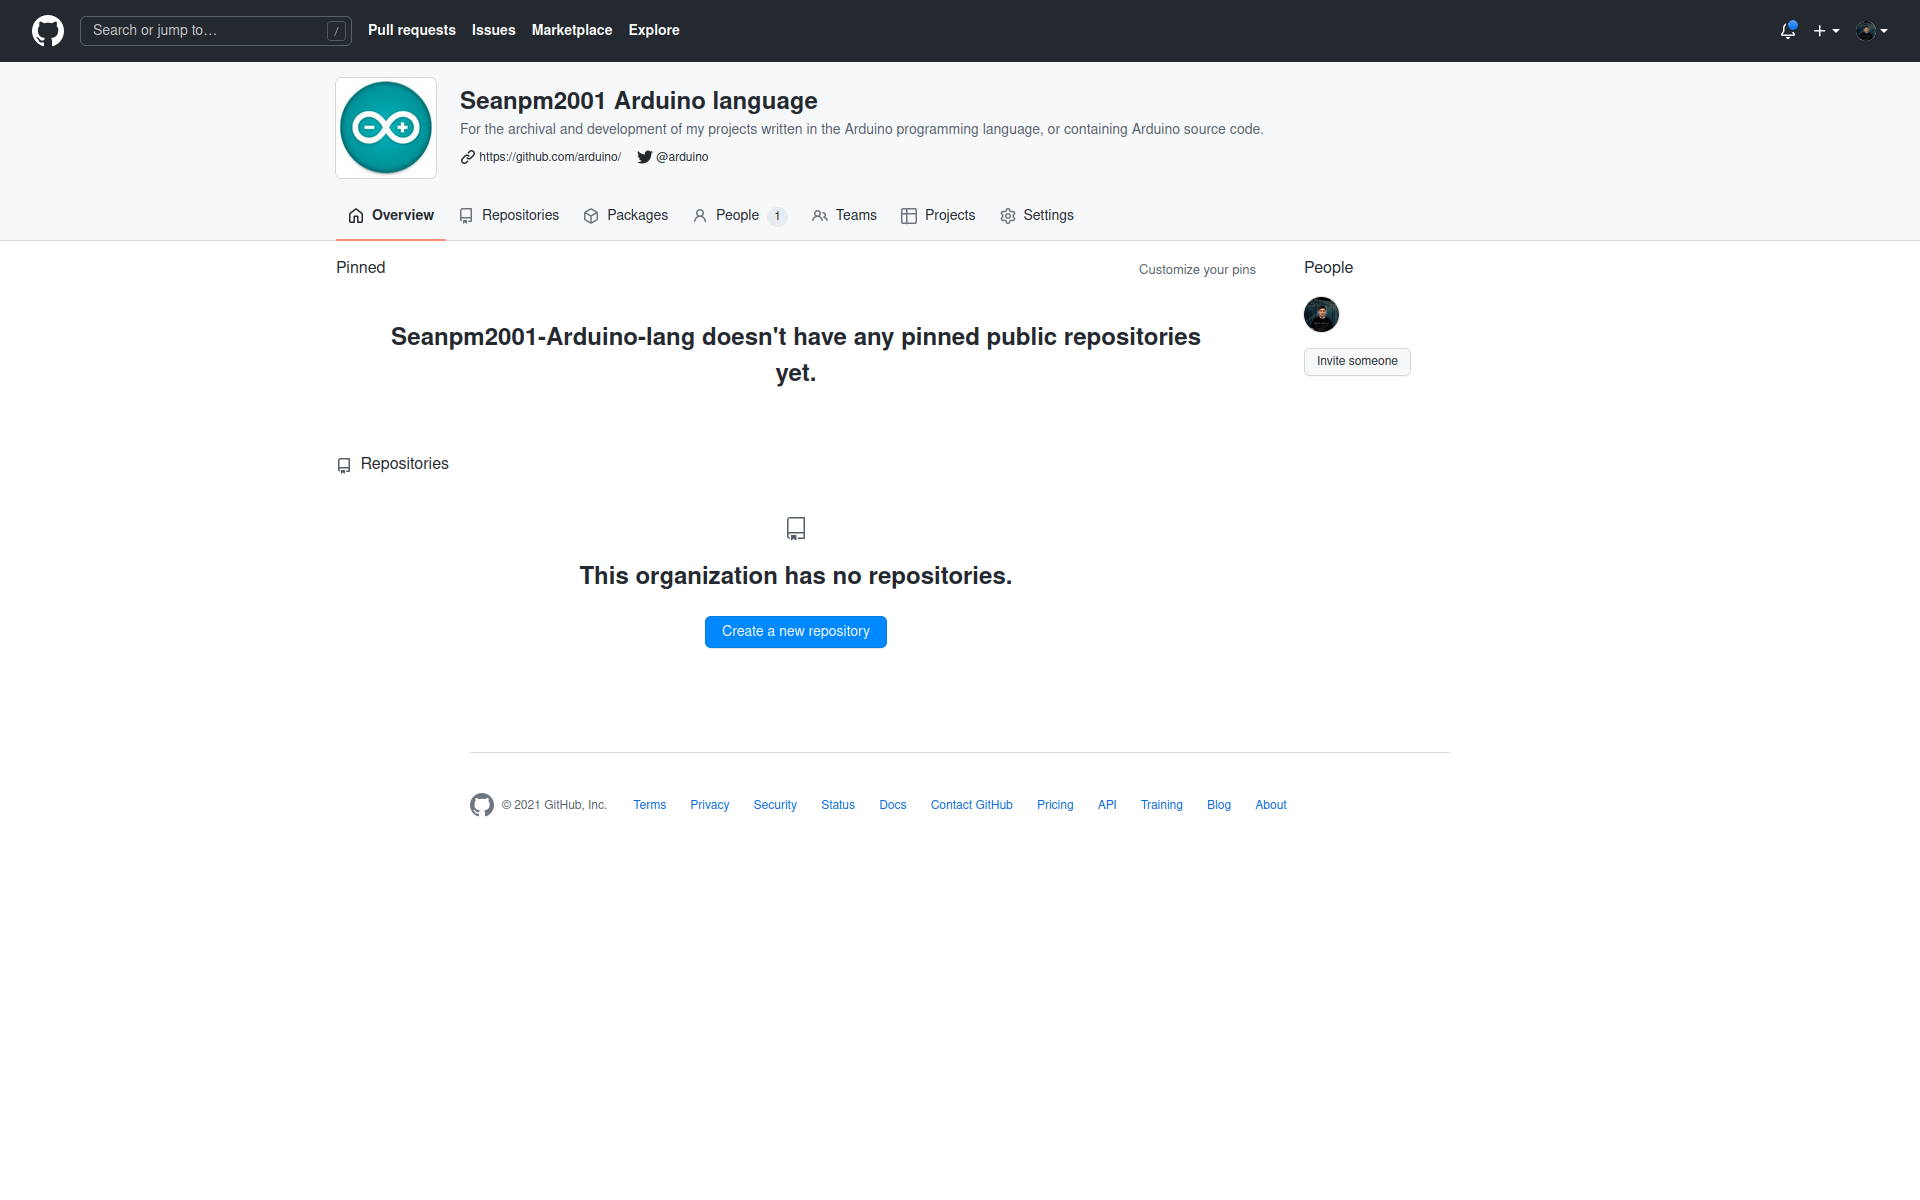 Search or jump to… /
Pull requests
Issues
Marketplace
Explore
Seanpm2001 Arduino language
For the archival and development of my projects written in the Arduino programming language, or containing Arduino source code.
https://github.com/arduino/ @arduino
Overview
Repositories
Packages
People 1
Teams
Projects
Settings
Pinned
Customize your pins
Seanpm2001-Arduino-lang doesn't have any pinned public repositories
yet.
People
Invite someone
Repositories
This organization has no repositories.
Create a new repository
© 2021 GitHub, Inc.
Terms
Privacy
Security
Status
Docs
Contact GitHub
Pricing
API
Training
Blog
About